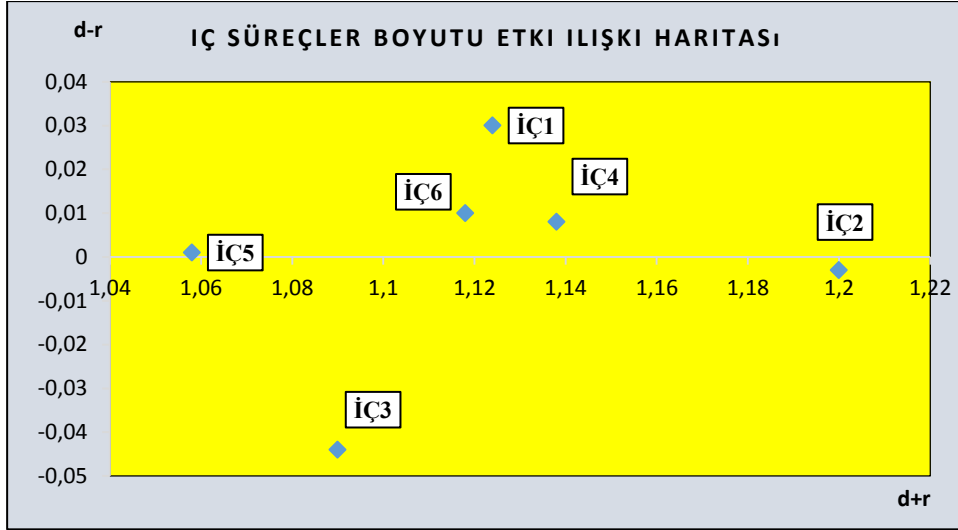 d-r
IÇ SÜREÇLER BOYUTU ETKI ILIŞKI HARITASı
0,04
0,03
İÇ1
0,02
İÇ4
İÇ6
0,01
İÇ2
0
İÇ5
1,04 1,06 1,08 1,1 1,12 1,14 1,16 1,18 1,2 1,22
-0,01
-0,02
-0,03
İÇ3
-0,04
-0,05
d+r